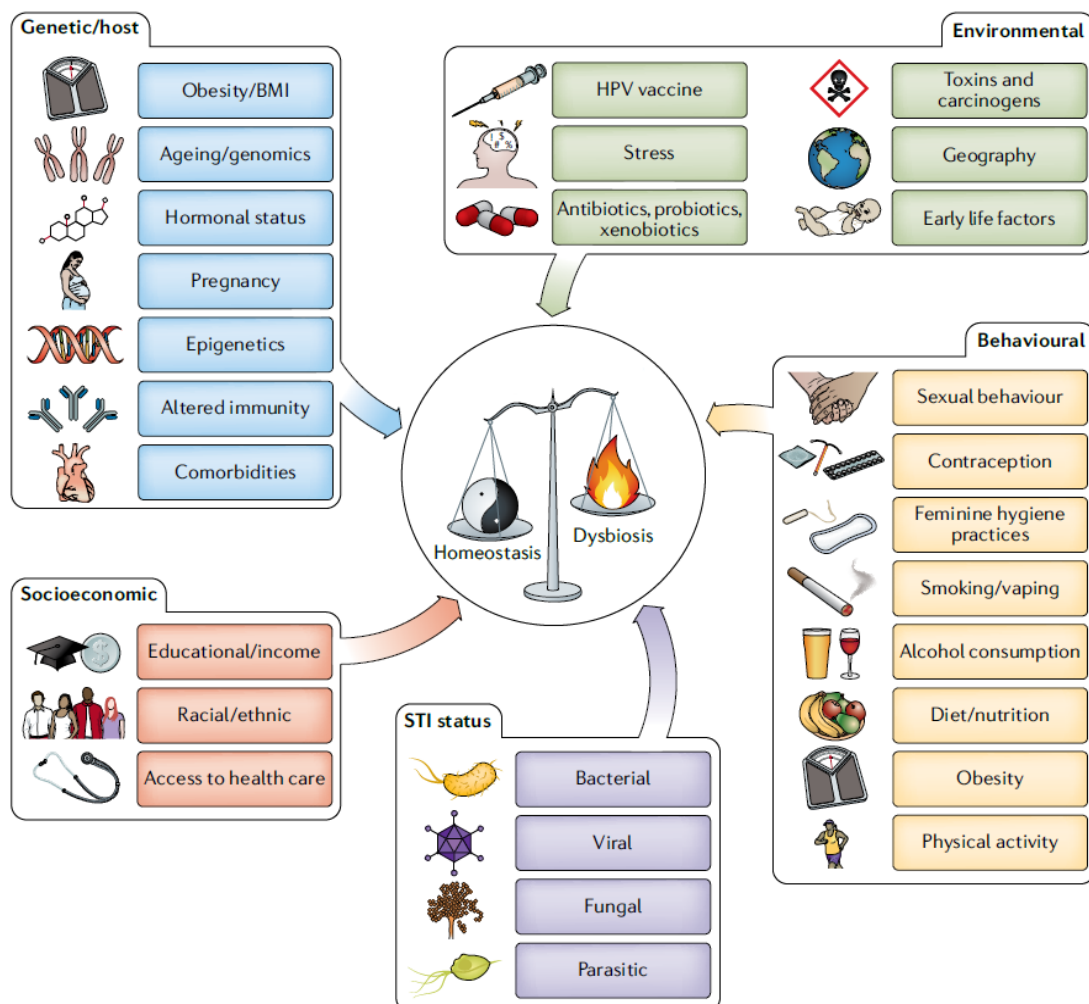 Genetic/host
Obesity/BMI
Ageing/genomics
Hormonal status
Pregnancy
Epigenetics
Altered immunity
Comorbidities
Environmental
HPV vaccine
Stress
Antibiotics, probiotics,
xenobiotics
Toxins and
carcinogens
Geography
Early life factors
Homeostasis
Dysbiosis
Behavioural
Sexual behaviour
Contraception
Feminine hygiene
practices
Smoking/vaping
Alcohol consumption
Diet/nutrition
Obesity
Physical activity
Socioeconomic
Educational/income
Racial/ethnic
Access to health care
STI status
Bacterial
Viral
Fungal
Parasitic